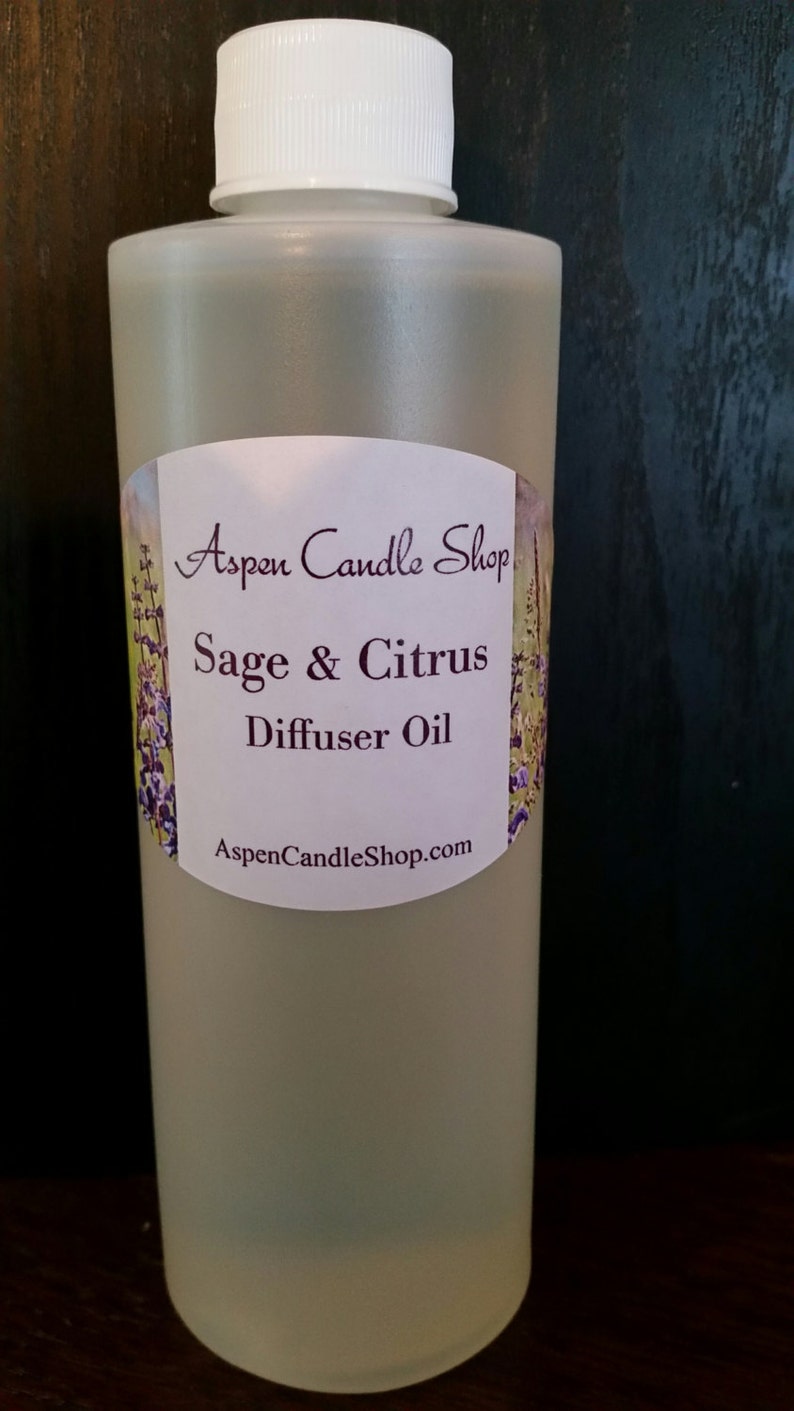 Aspen Candle Shop
Sage & Citrus
Diffuser Oil
AspenCandleShop.com